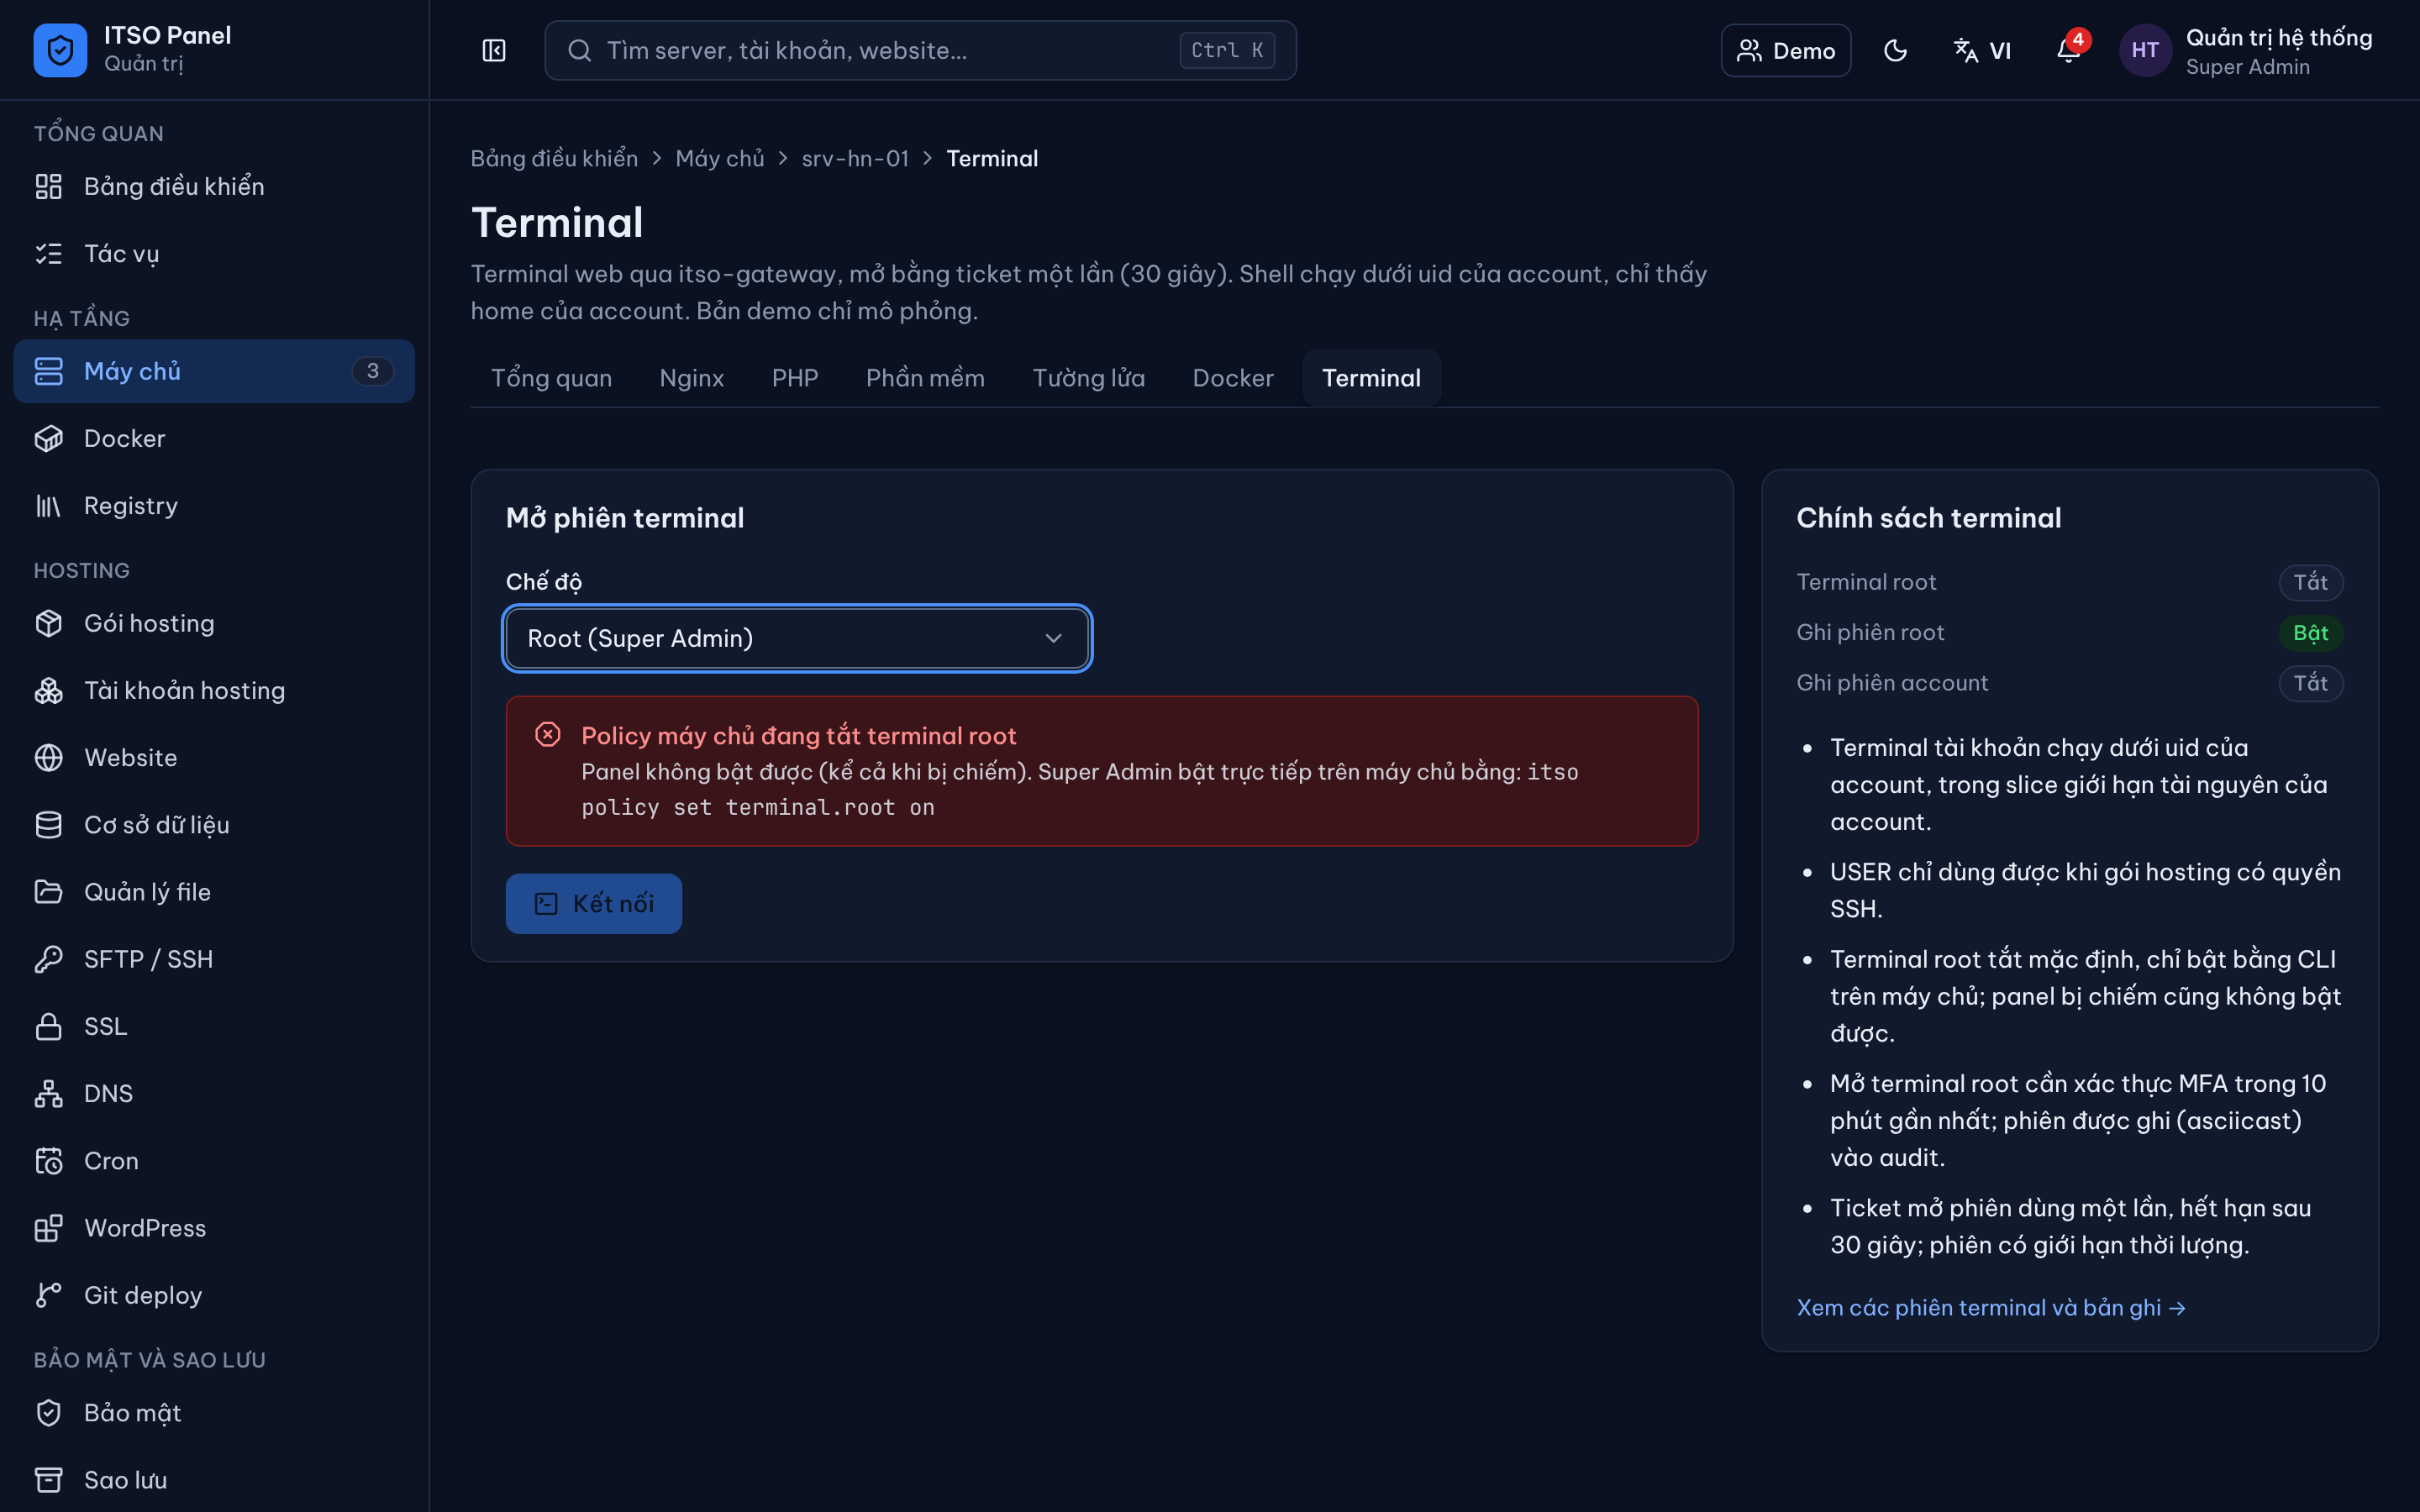 ITSO Panel
Quản trị
TỔNG QUAN
Bảng điều khiển
Tác vụ
HẠ TẦNG
Máy chủ
3
Docker
Registry
HOSTING
Gói hosting
Tài khoản hosting
Website
Cơ sở dữ liệu
Quản lý file
SFTP / SSH
SSL
DNS
Cron
WordPress
Git deploy
BẢO MẬT VÀ SAO LƯU
Bảo mật
Sao lưu
Tìm server, tài khoản, website...
Ctrl K
Demo
VI
4
HT
Quản trị hệ thống
Super Admin
Bảng điều khiển > Máy chủ > srv-hn-01 > Terminal
Terminal
Terminal web qua itso-gateway, mở bằng ticket một lần (30 giây). Shell chạy dưới uid của account, chỉ thấy
home của account. Bản demo chỉ mô phỏng.
Tổng quan
Nginx
PHP
Phần mềm
Tường lửa
Docker
Terminal
Mở phiên terminal
Chế độ
Root (Super Admin)
Policy máy chủ đang tắt terminal root
Panel không bật được (kể cả khi bị chiếm). Super Admin bật trực tiếp trên máy chủ bằng: itso
policy set terminal.root on
Kết nối
Chính sách terminal
Terminal root
Tắt
Ghi phiên root
Bật
Ghi phiên account
Tắt
• Terminal tài khoản chạy dưới uid của
account, trong slice giới hạn tài nguyên của
account.
• USER chỉ dùng được khi gói hosting có quyền
SSH.
• Terminal root tắt mặc định, chỉ bật bằng CLI
trên máy chủ; panel bị chiếm cũng không bật
được.
• Mở terminal root cần xác thực MFA trong 10
phút gần nhất; phiên được ghi (asciicast)
vào audit.
• Ticket mở phiên dùng một lần, hết hạn sau
30 giây; phiên có giới hạn thời lượng.
Xem các phiên terminal và bản ghi →